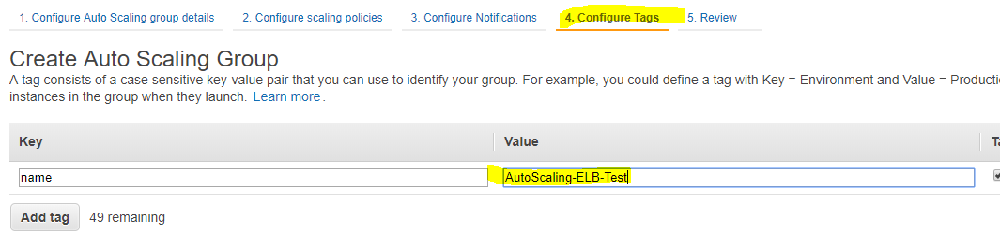 1. Configure Auto Scaling group details 2. Configure scaling policies 3. Configure Notifications 4. Configure Tags 5. Review
Create Auto Scaling Group
A tag consists of a case sensitive key-value pair that you can use to identify your group. For example, you could define a tag with Key = Environment and Value = Producti
instances in the group when they launch. Learn more.
Key Value
name AutoScaling-ELB-Test
Add tag 49 remaining